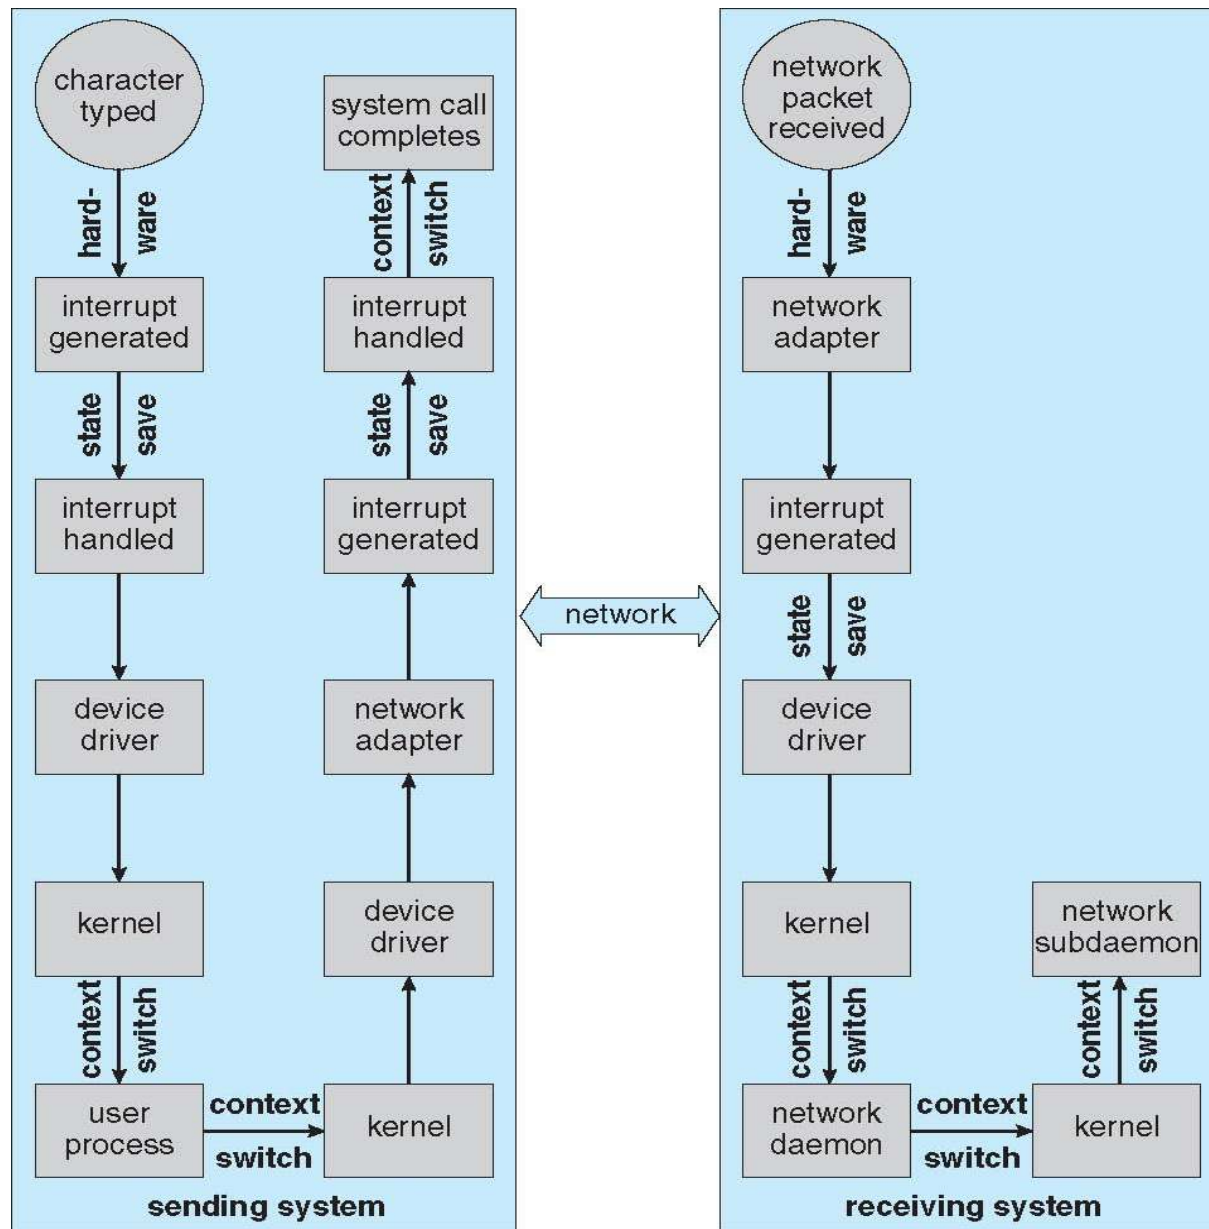 character
typed
hard-
ware
interrupt
generated
state
save
interrupt
handled
device
driver
kernel
context
switch
user
process
context
switch
kernel
device
driver
network
adapter
interrupt
generated
state
save
interrupt
handled
context
switch
system call
completes
sending system
network
network
packet
received
hard-
ware
network
adapter
interrupt
generated
state
save
device
driver
kernel
context
switch
network
daemon
context
switch
kernel
context
switch
network
subdaemon
receiving system